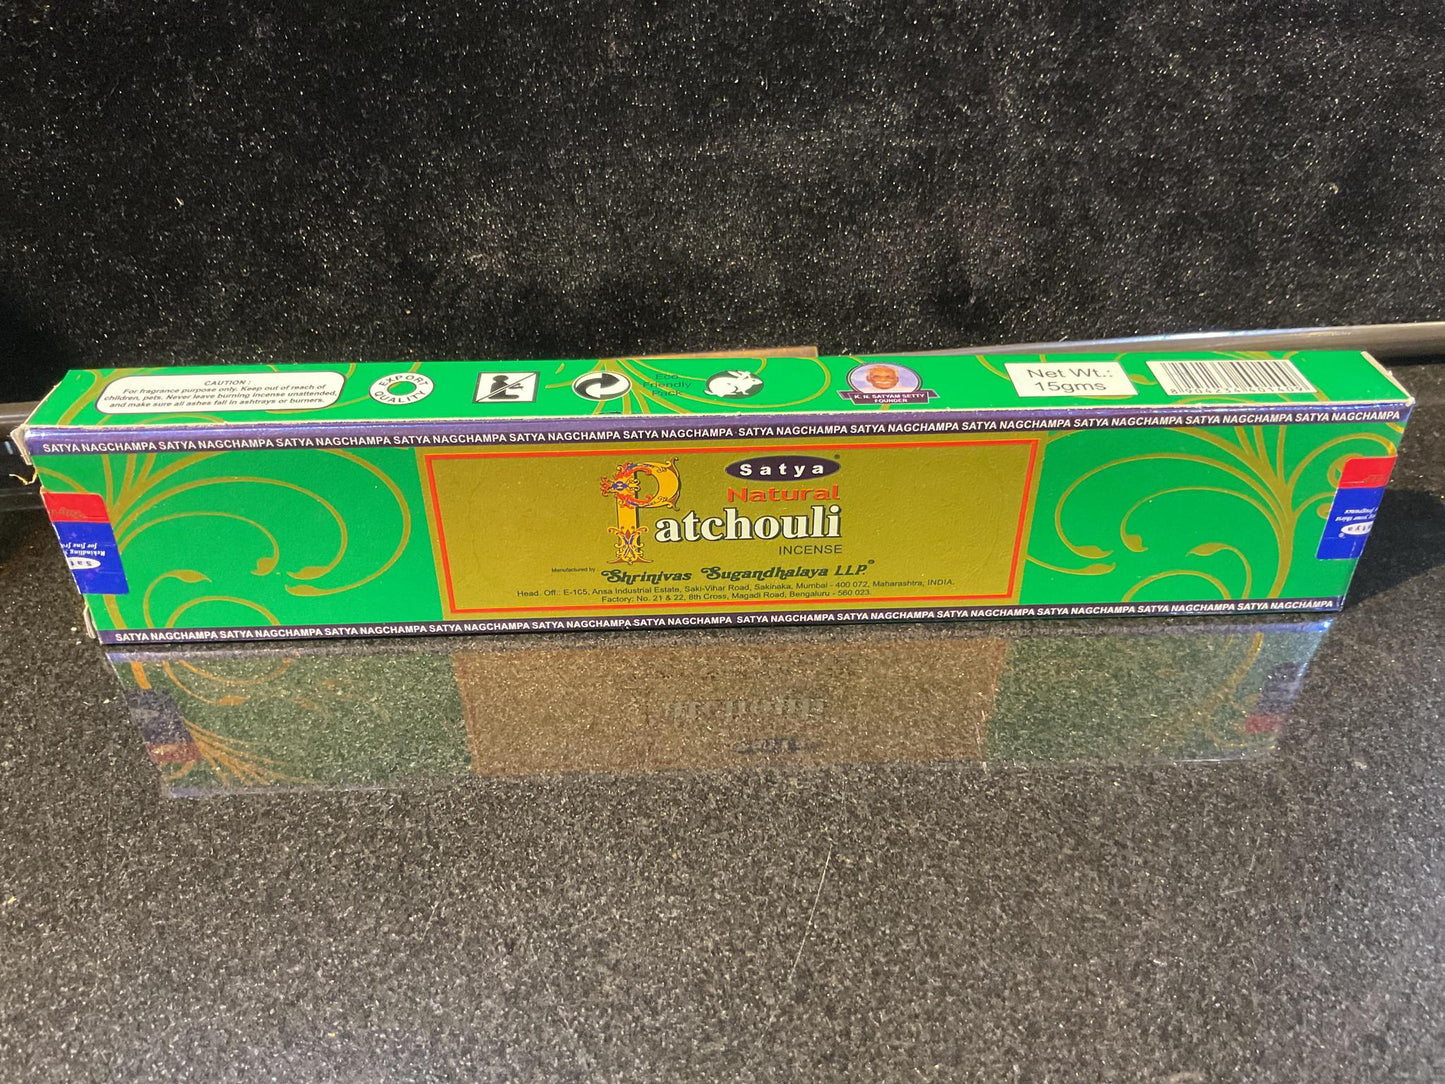 CAUTION :
For fragrance purpose only. Keep out of reach of
children, pets. Never leave burning incense unattended,
and make sure all ashes fall in ashtrays or burners.
EXPORT
QUALITY
Eco
Friendly
Pack
K. N. SATYAM SETTY
FOUNDER
Net Wt.:
15gms
SATYA NAGCHAMPA SATYA NAGCHAMPA SATYA NAGCHAMPA SATYA NAGCHAMPA SATYA NAGCHAMPA SATYA NAGCHAMPA SATYA NAGCHAMPA SATYA NAGCHAMPA SATYA NAGCHAMPA SATYA NAGCHAMPA SATYA NAGCHAMPA SATYA NAGCHAMPA
Satya®
Natural
Patchouli
INCENSE
Manufactured by
Shrinivas Sugandhalaya L.L.P.®
Head. Off.: E-1C5, Ansa Industrial Estate, Saki-Vihar Road, Sakinaka, Mumbai - 400 072, Maharashtra, INDIA.
Factory: No. 21 & 22, 8th Cross, Magadi Road, Bengaluru - 560 023.
SATYA NAGCHAMPA SATYA NAGCHAMPA SATYA NAGCHAMPA SATYA NAGCHAMPA SATYA NAGCHAMPA SATYA NAGCHAMPA SATYA NAGCHAMPA SATYA NAGCHAMPA SATYA NAGCHAMPA SATYA NAGCHAMPA SATYA NAGCHAMPA SATYA NAGCHAMPA